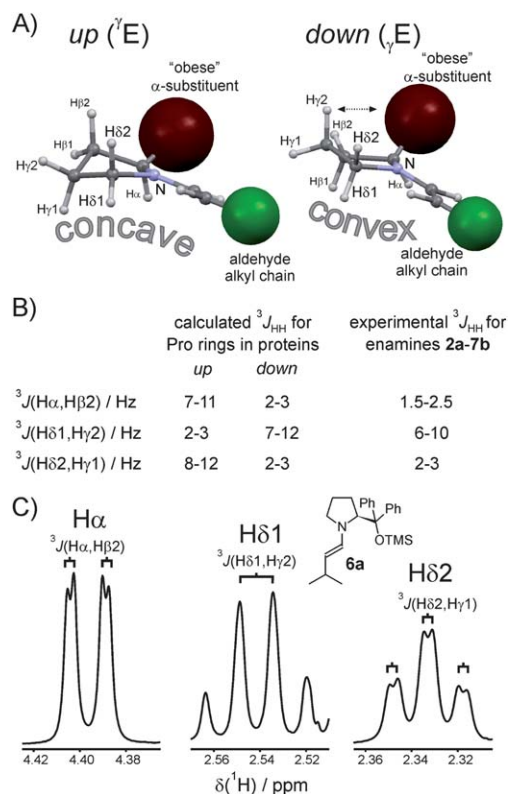 A)
up (ᵞE)
down (ᵧE)
"obese"
α-substituent
"obese"
α-substituent
Hβ2
Hδ2
Hβ1
Hγ2
Hγ1
Hδ1
Hα
N
concave
aldehyde
alkyl chain
Hγ2
Hδ2
Hγ1
Hβ1
Hδ1
N
Hα
convex
aldehyde
alkyl chain
B)
calculated ³J_HH for
Pro rings in proteins
experimental ³J_HH for
enamines 2a-7b
up down
³J(Hα,Hβ2) / Hz 7-11 2-3 1.5-2.5
³J(Hδ1,Hγ2) / Hz 2-3 7-12 6-10
³J(Hδ2,Hγ1) / Hz 8-12 2-3 2-3
C)
Hα
³J(Hα,Hβ2)
Hδ1
³J(Hδ1,Hγ2)
Ph
Ph
N
OTMS
6a
Hδ2
³J(Hδ2,Hγ1)
4.42 4.40 4.38
2.56 2.54 2.52
2.36 2.34 2.32
δ(¹H) / ppm